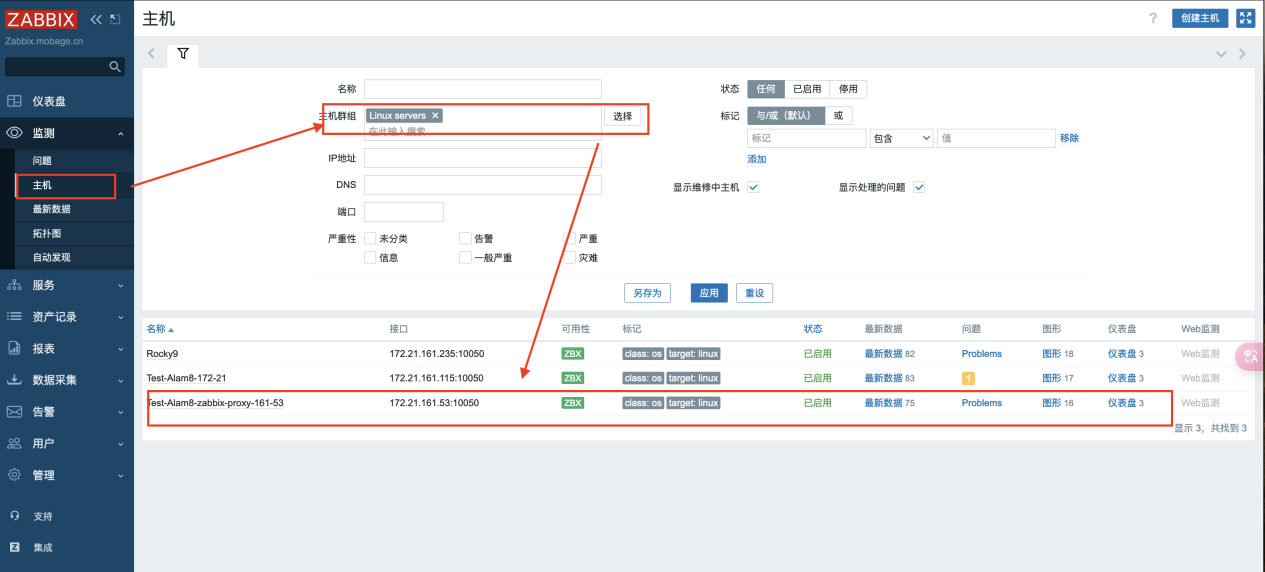 ZABBIX
Zabbix.mobage.cn
仪表盘
监测
问题
主机
最新数据
拓扑图
自动发现
服务
资产记录
报表
数据采集
告警
用户
管理
支持
Z 集成
主机
? 创建主机
名称
主机群组 Linux servers ✕ 选择
在此输入搜索
IP地址
DNS
端口
严重性 未分类 告警 严重
信息 一般严重 灾难
状态 任何 已启用 停用
标记 与/或（默认） 或
标记 包含 值 移除
添加
显示维修中主机 显示处理的问题
另存为 应用 重设
名称 接口 可用性 标记 状态 最新数据 问题 图形 仪表盘 Web监测
Rocky9 172.21.161.235:10050 ZBX class: os target: linux 已启用 最新数据 82 Problems 图形 18 仪表盘 3 Web监测
Test-Alam8-172-21 172.21.161.115:10050 ZBX class: os target: linux 已启用 最新数据 83 1 图形 17 仪表盘 3 Web监测
Test-Alam8-zabbix-proxy-161-53 172.21.161.53:10050 ZBX class: os target: linux 已启用 最新数据 75 Problems 图形 16 仪表盘 3 Web监测
显示 3，共找到 3